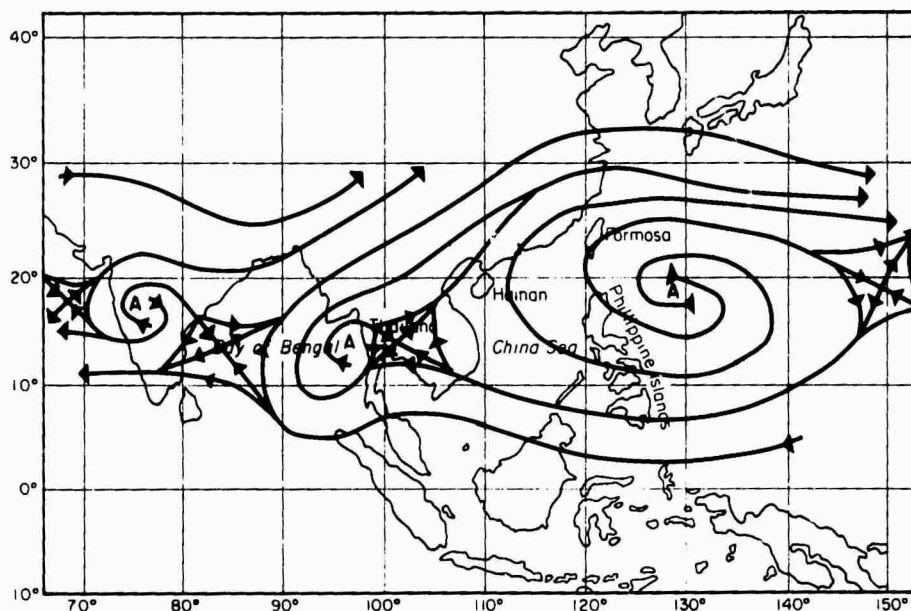 40°
30°
Formosa
20°
A
A
Hainan
Thailand
A
Bay of Bengal
China Sea
Philippine Islands
10°
0°
10°
70°
80°
90°
100°
110°
120°
130°
140°
150°